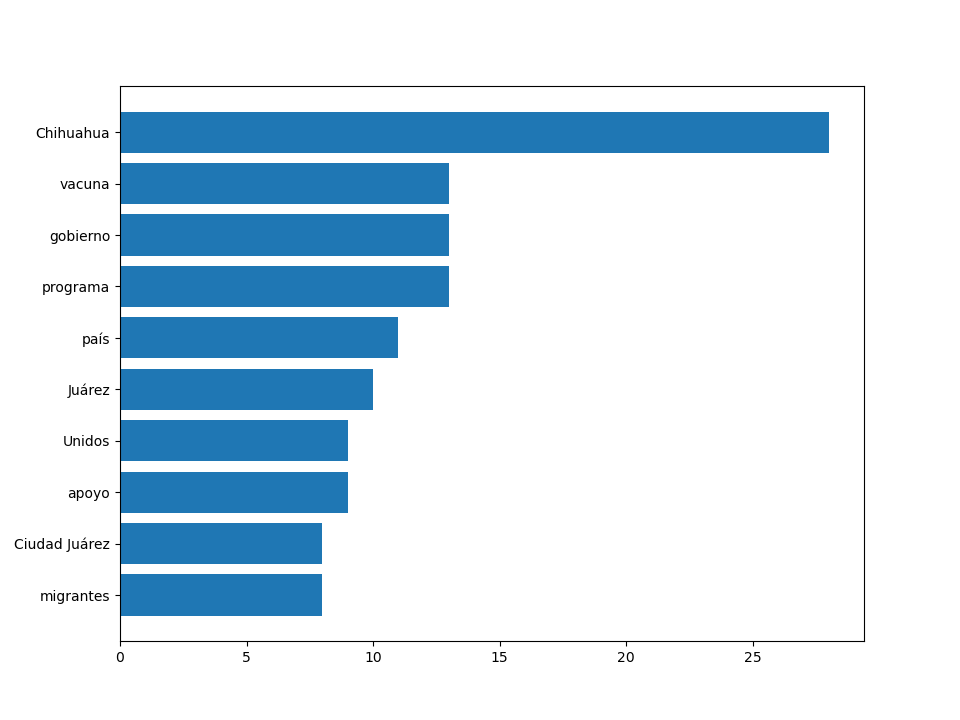 Chihuahua
vacuna
gobierno
programa
país
Juárez
Unidos
apoyo
Ciudad Juárez
migrantes
0 5 10 15 20 25